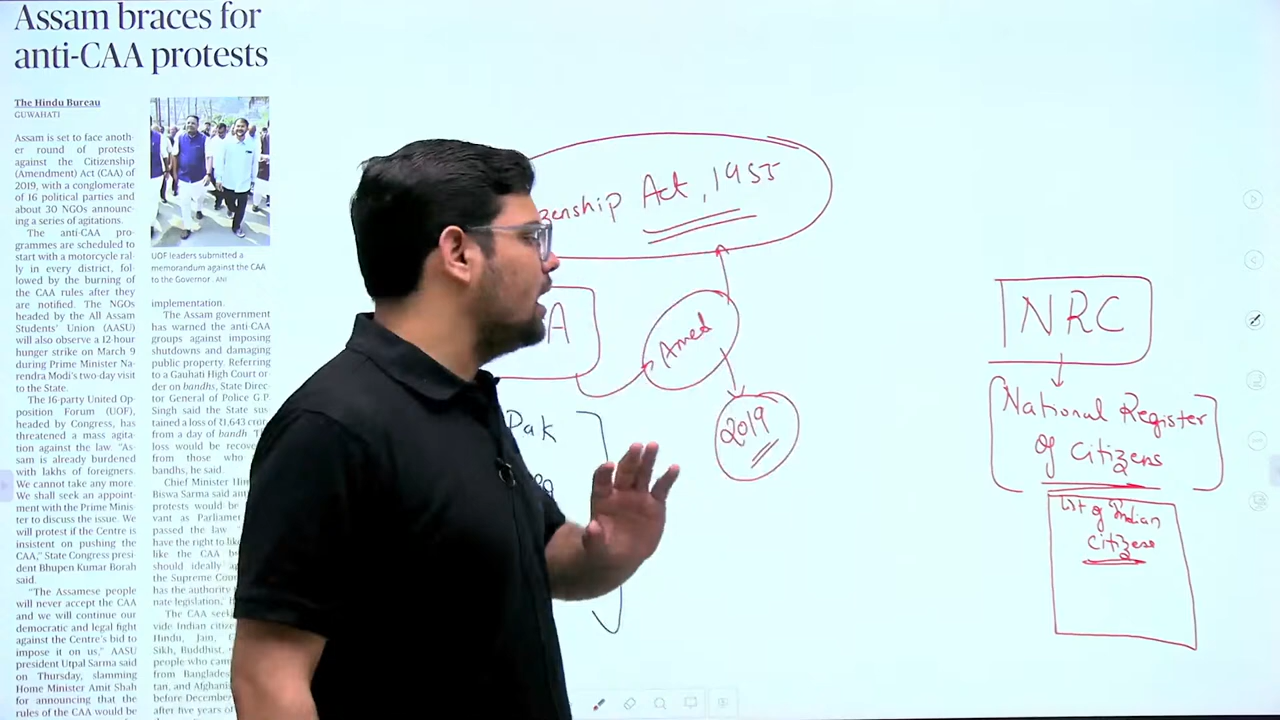 Assam braces for
anti-CAA protests
The Hindu Bureau
GUWAHATI
Assam is set to face anoth-
er round of protests
against the Citizenship
(Amendment) Act (CAA) of
2019, with a conglomerate
of 16 political parties and
about 30 NGOs announc-
ing a series of agitations.
The anti-CAA pro-
grammes are scheduled to
start with a motorcycle ral-
ly in every district, fol-
lowed by the burning of
the CAA rules after they
are notified. The NGOs
headed by the All Assam
Students' Union (AASU)
will also observe a 12-hour
hunger strike on March 9
during Prime Minister Na-
rendra Modi's two-day visit
to the State.
The 16-party United Op-
position Forum (UOF),
headed by Congress, has
threatened a mass agita-
tion against the law. "As-
sam is already burdened
with lakhs of foreigners.
We cannot take any more.
We shall seek an appoint-
ment with the Prime Minis-
ter to discuss the issue. We
will protest if the Centre is
insistent on pushing the
CAA," State Congress presi-
dent Bhupen Kumar Borah
said.
"The Assamese people
will never accept the CAA
and we will continue our
democratic and legal fight
against the Centre's bid to
impose it on us," AASU
president Utpal Sarma said
on Thursday, slamming
Home Minister Amit Shah
for announcing that the
rules of the CAA would be
UOF leaders submitted a
memorandum against the CAA
to the Governor. ANI
implementation.
The Assam government
has warned the anti-CAA
groups against imposing
shutdowns and damaging
public property. Referring
to a Gauhati High Court or-
der on bandhs, State Direc-
tor General of Police G.P.
Singh said the State sus-
tained a loss of ₹1,643 cror
from a day of bandh.
loss would be recove
from those who
bandhs, he said.
Chief Minister Him
Biswa Sarma said an
protests would be
vant as Parliamen
passed the law
have the right to
like the CAA
should ideally
the Supreme Cou
has the authority
nate legislation,"
The CAA seek
vide Indian citize
Hindu, Jain,
Sikh, Buddhist,
people who cam
from Bangladesh
tan, and Afghani
before December
after five years of
zenship Act, 1955
A
Amed
2019
Pak
NRC
National Register
of Citizens
List of Indian
Citizese